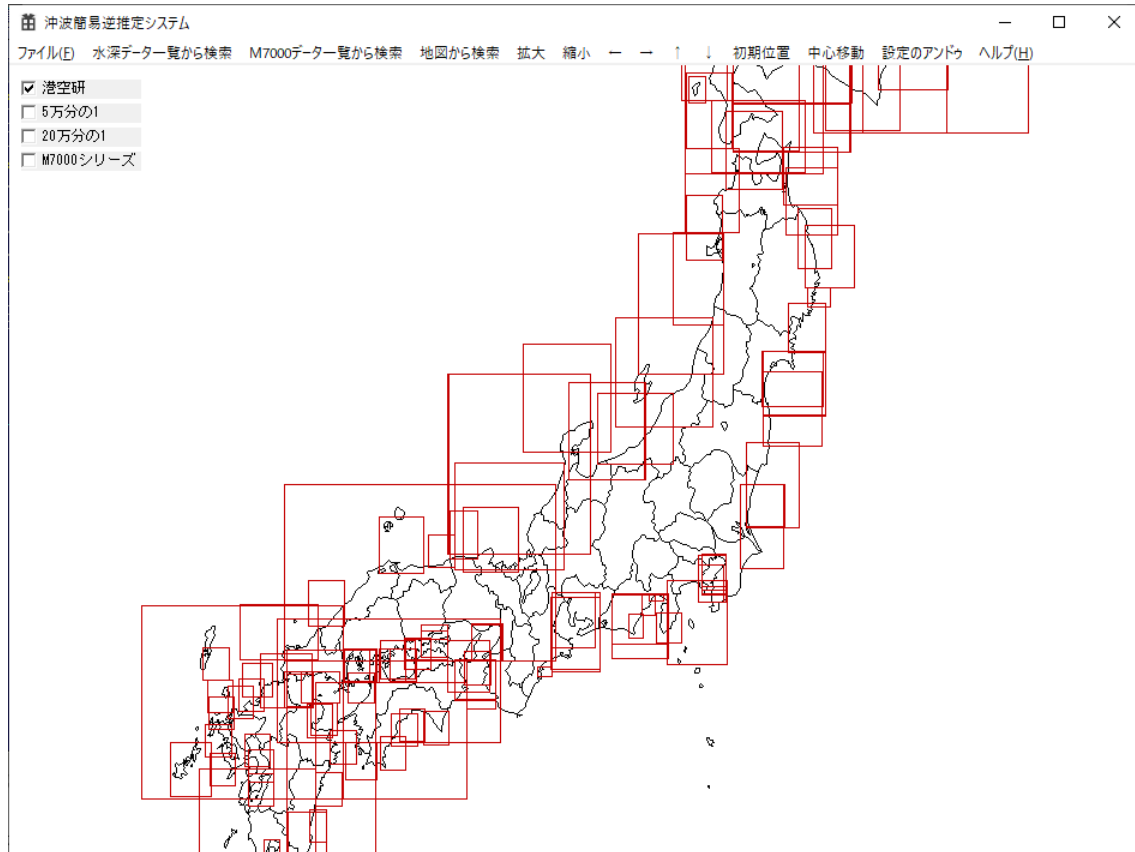 沖波簡易逆推定システム
ファイル(F) 水深データ一覧から検索 M7000データ一覧から検索 地図から検索 拡大 縮小 ← → ↑ ↓ 初期位置 中心移動 設定のアンドゥ ヘルプ(H)
港空研
5万分の1
20万分の1
M7000シリーズ